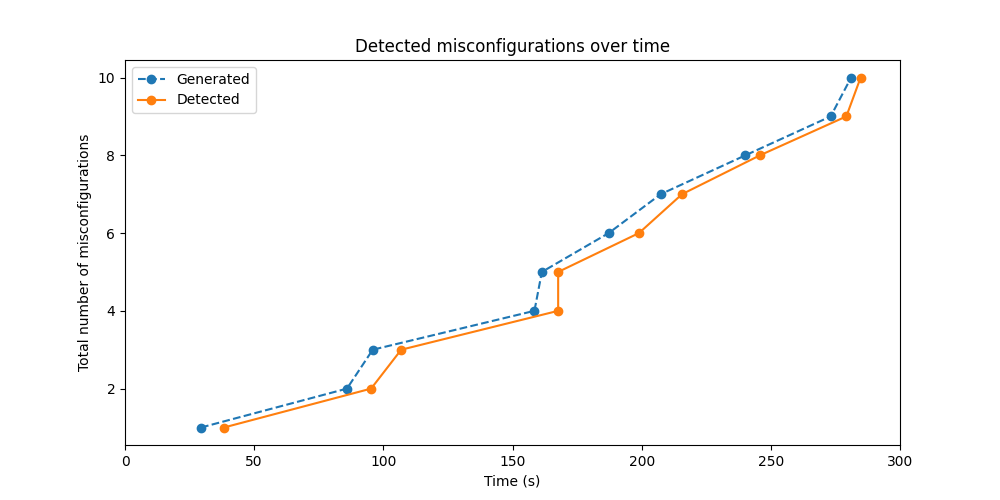 Detected misconfigurations over time
Generated
Detected
10
8
6
4
2
Total number of misconfigurations
0 50 100 150 200 250 300
Time (s)